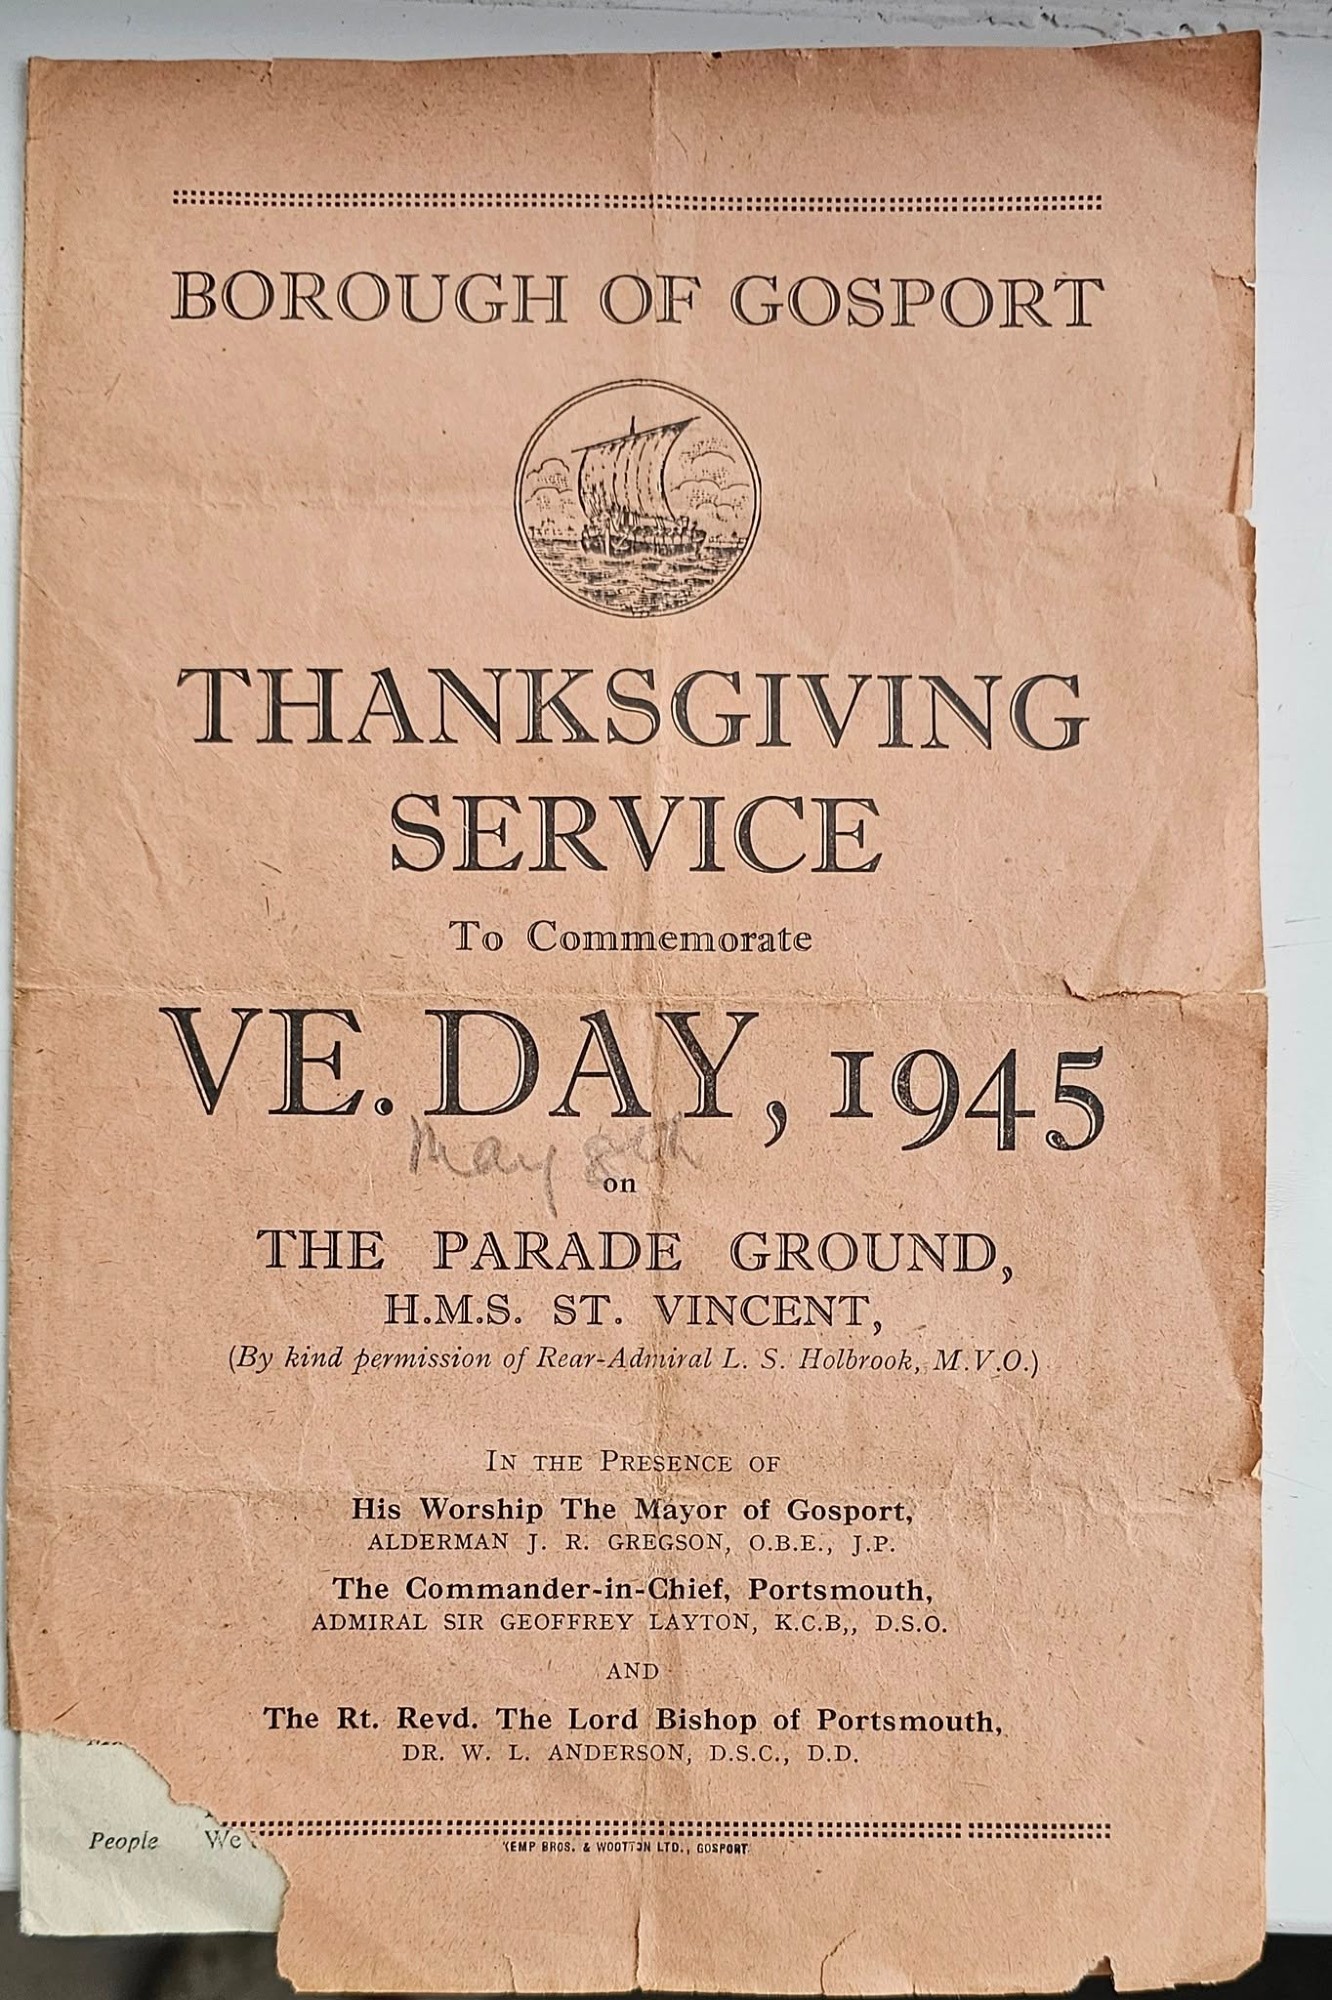 BOROUGH OF GOSPORT
THANKSGIVING
SERVICE
To Commemorate
VE. DAY, 1945
May 8th
on
THE PARADE GROUND,
H.M.S. ST. VINCENT,
(By kind permission of Rear-Admiral L. S. Holbrook, M.V.O.)
IN THE PRESENCE OF
His Worship The Mayor of Gosport,
ALDERMAN J. R. GREGSON, O.B.E., J.P.
The Commander-in-Chief, Portsmouth,
ADMIRAL SIR GEOFFREY LAYTON, K.C.B,, D.S.O.
AND
The Rt. Revd. The Lord Bishop of Portsmouth,
DR. W. L. ANDERSON, D.S.C., D.D.
People We
KEMP BROS. & WOOTTON LTD., GOSPORT